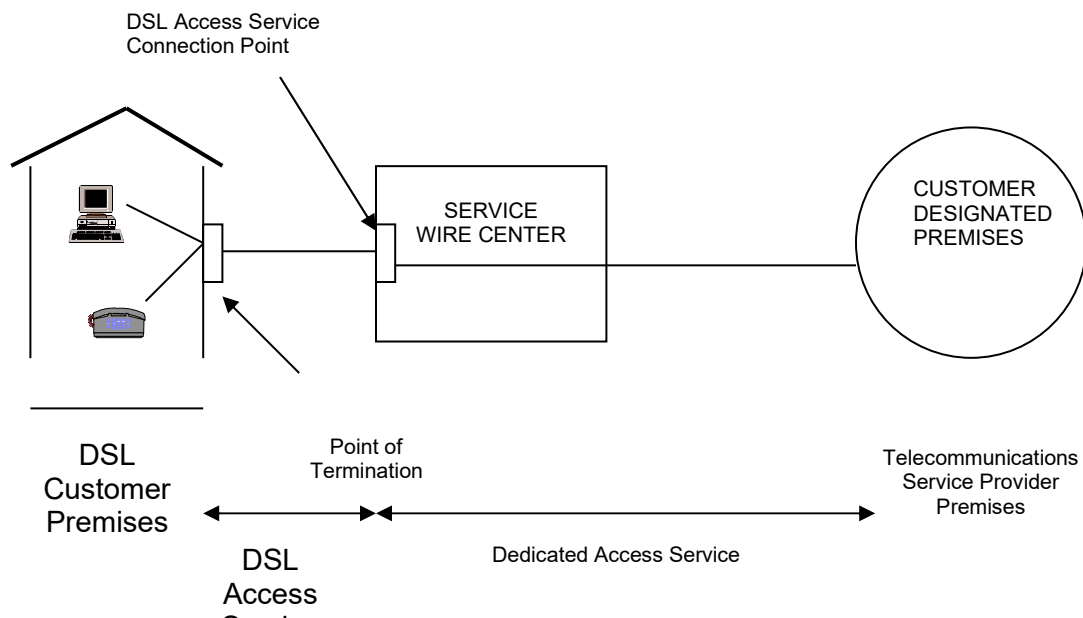 DSL Access Service
Connection Point
SERVICE
WIRE CENTER
CUSTOMER
DESIGNATED
PREMISES
DSL
Customer
Premises
Point of
Termination
Telecommunications
Service Provider
Premises
Dedicated Access Service
DSL
Access